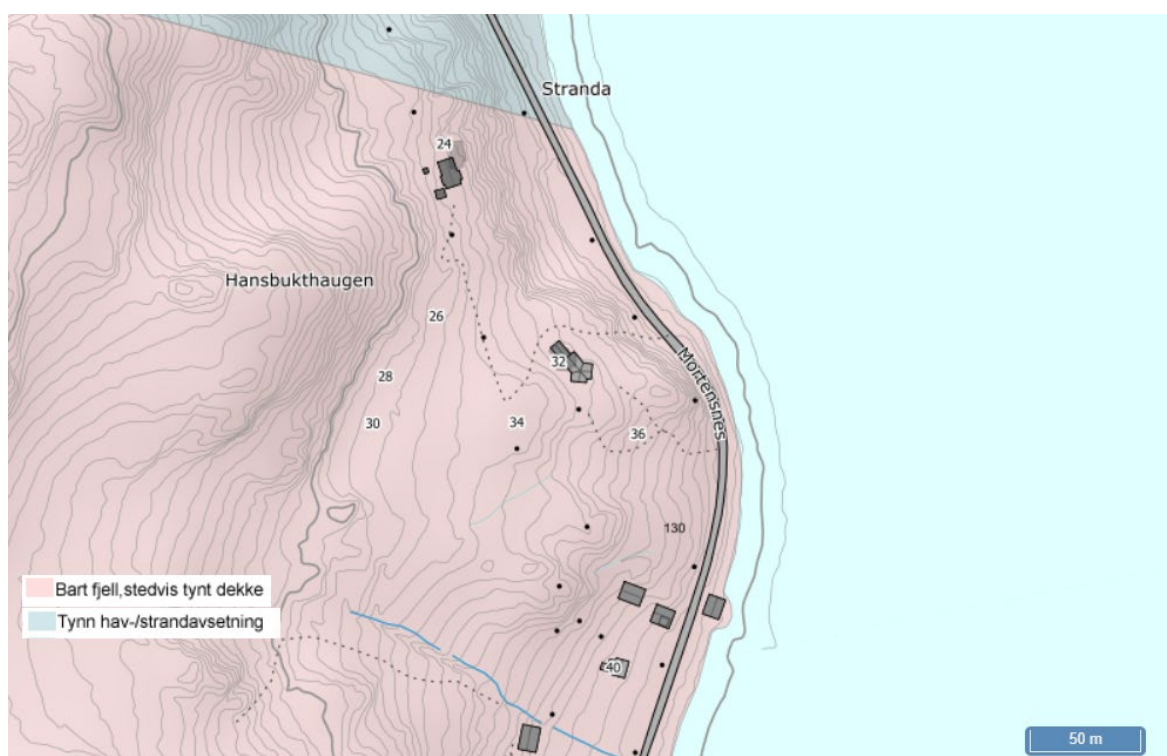 Stranda
24
Hansbukthaugen
26
32
Mortensnes
28
30
34
36
130
Bart fjell,stedvis tynt dekke
Tynn hav-/strandavsetning
40
50 m